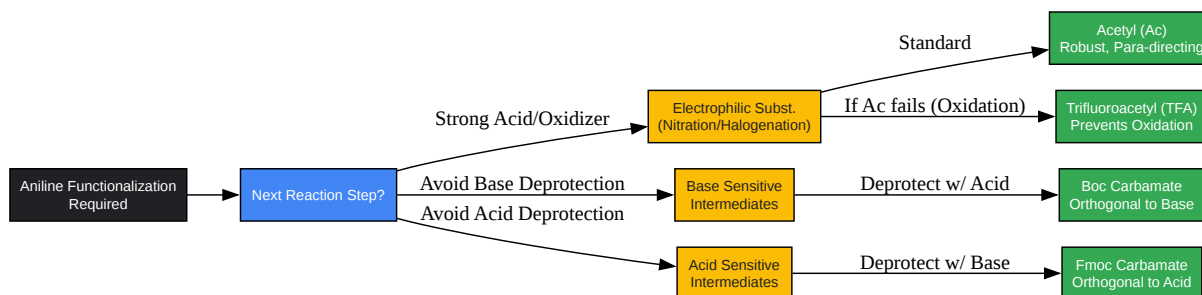 Acetyl (Ac)
Robust, Para-directing
Standard
Electrophilic Subst.
(Nitration/Halogenation)
If Ac fails (Oxidation)
Trifluoroacetyl (TFA)
Prevents Oxidation
Strong Acid/Oxidizer
Aniline Functionalization
Required
Next Reaction Step?
Avoid Base Deprotection
Base Sensitive
Intermediates
Deprotect w/ Acid
Boc Carbamate
Orthogonal to Base
Avoid Acid Deprotection
Acid Sensitive
Intermediates
Deprotect w/ Base
Fmoc Carbamate
Orthogonal to Acid